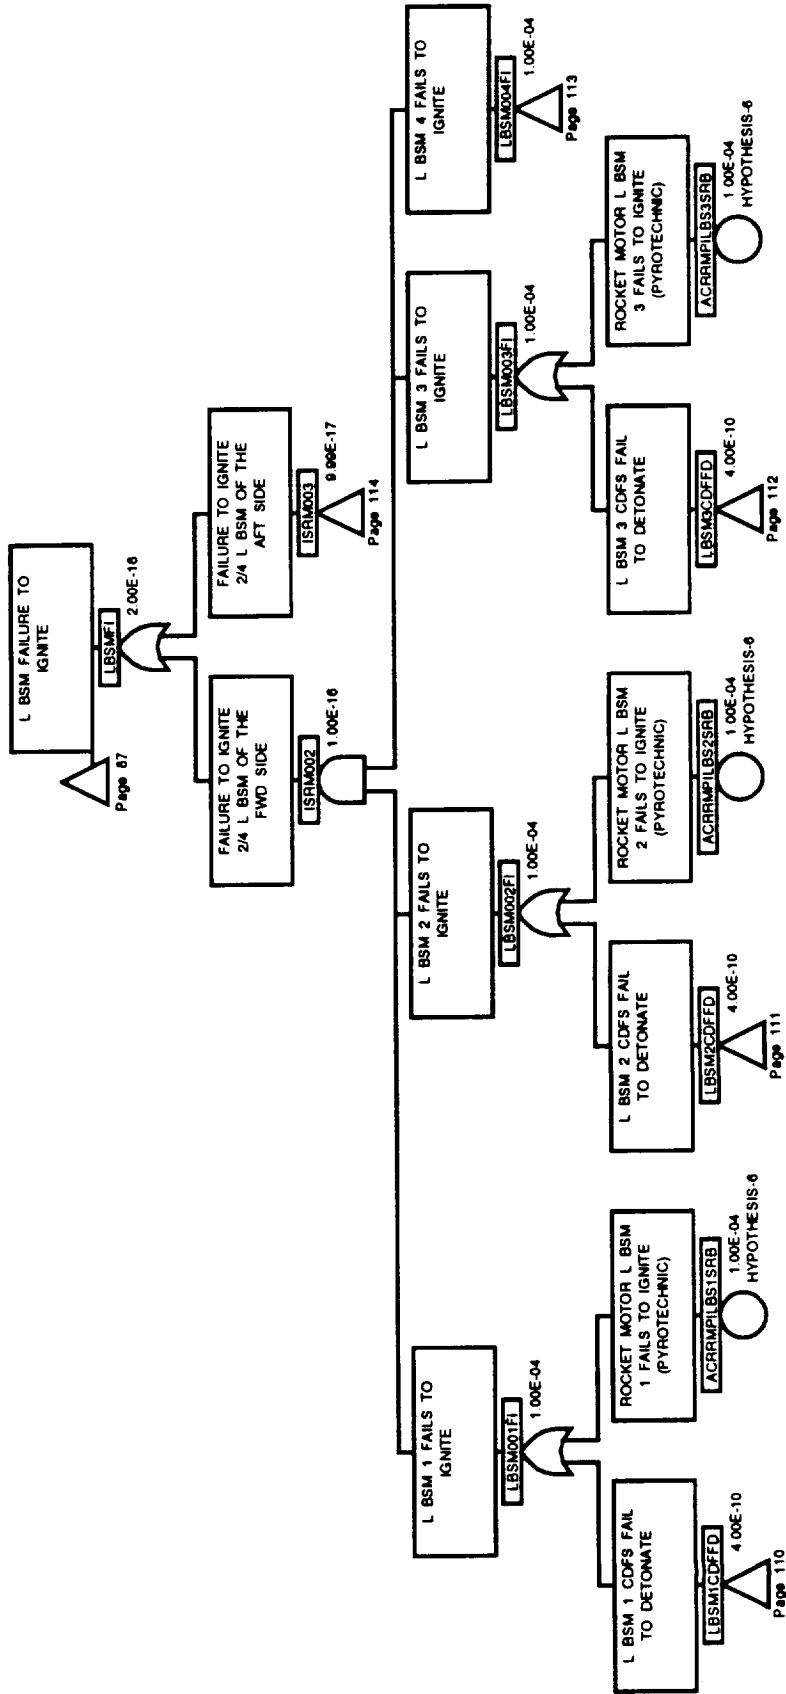 L BSM FAILURE TO
IGNITE
LBSMFI
2.00E-16
Page 87
FAILURE TO IGNITE
2/4 L BSM OF THE
FWD SIDE
ISRM002
1.00E-16
FAILURE TO IGNITE
2/4 L BSM OF THE
AFT SIDE
ISRM003
9.99E-17
Page 114
L BSM 1 FAILS TO
IGNITE
LBSM001FI
1.00E-04
L BSM 2 FAILS TO
IGNITE
LBSM002FI
1.00E-04
L BSM 3 FAILS TO
IGNITE
LBSM003FI
1.00E-04
L BSM 4 FAILS TO
IGNITE
LBSM004FI
1.00E-04
Page 113
L BSM 1 CDFS FAIL
TO DETONATE
LBSM1CDFFD
4.00E-10
Page 110
ROCKET MOTOR L BSM
1 FAILS TO IGNITE
(PYROTECHNIC)
ACRRMPILBS1SRB
1.00E-04
HYPOTHESIS-6
L BSM 2 CDFS FAIL
TO DETONATE
LBSM2CDFFD
4.00E-10
Page 111
ROCKET MOTOR L BSM
2 FAILS TO IGNITE
(PYROTECHNIC)
ACRRMPILBS2SRB
1.00E-04
HYPOTHESIS-6
L BSM 3 CDFS FAIL
TO DETONATE
LBSM3CDFFD
4.00E-10
Page 112
ROCKET MOTOR L BSM
3 FAILS TO IGNITE
(PYROTECHNIC)
ACRRMPILBS3SRB
1.00E-04
HYPOTHESIS-6